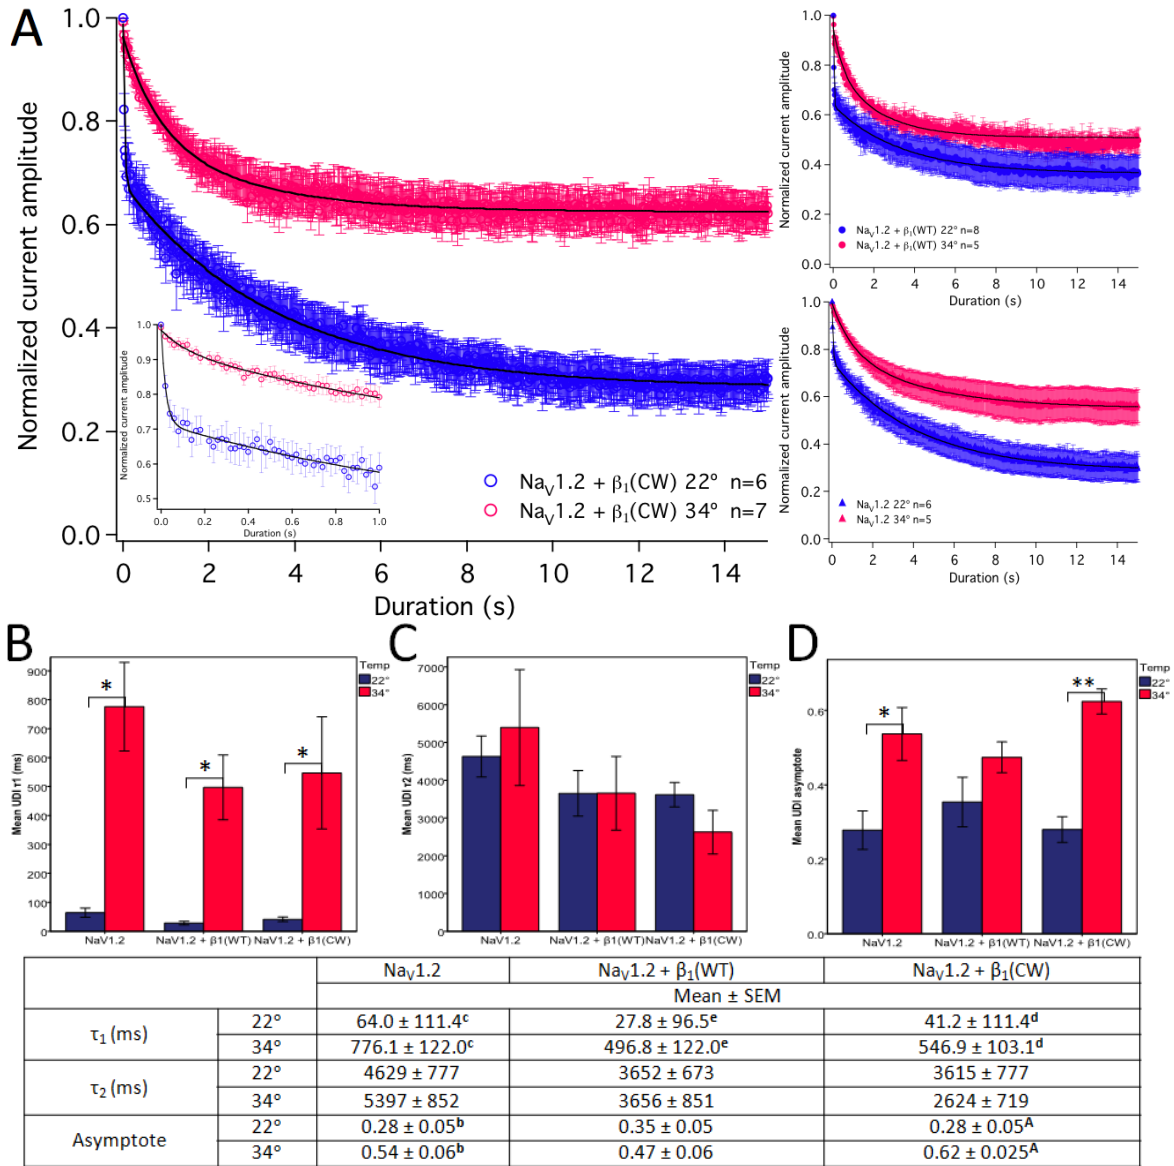 A
Normalized current amplitude
1.0
0.8
0.6
0.4
0.2
0.0
0 2 4 6 8 10 12 14
Duration (s)
Na_V1.2 + β₁(CW) 22° n=6
Na_V1.2 + β₁(CW) 34° n=7
Normalized current amplitude
1.0
0.9
0.8
0.7
0.6
0.5
0.0 0.2 0.4 0.6 0.8 1.0
Duration (s)
Normalized current amplitude
1.0
0.8
0.6
0.4
0.2
0.0
Na_V1.2 + β₁(WT) 22° n=8
Na_V1.2 + β₁(WT) 34° n=5
0 2 4 6 8 10 12 14
Duration (s)
Normalized current amplitude
1.0
0.8
0.6
0.4
0.2
0.0
Na_V1.2 22° n=6
Na_V1.2 34° n=5
0 2 4 6 8 10 12 14
Duration (s)
B
Mean UDI τ1 (ms)
900
800
700
600
500
400
300
200
100
0
* * *
NaV1.2 NaV1.2 + β1(WT) NaV1.2 + β1(CW)
Temp
22°
34°
C
Mean UDI τ2 (ms)
7000
6000
5000
4000
3000
2000
1000
0
NaV1.2 NaV1.2 + β1(WT) NaV1.2 + β1(CW)
Temp
22°
34°
D
Mean UDI asymptote
0.6
0.4
0.2
0.0
* **
NaV1.2 NaV1.2 + β1(WT) NaV1.2 + β1(CW)
Temp
22°
34°
Na_V1.2 Na_V1.2 + β₁(WT) Na_V1.2 + β₁(CW)
Mean ± SEM
τ₁ (ms) 22° 64.0 ± 111.4ᶜ 27.8 ± 96.5ᵉ 41.2 ± 111.4ᵈ
34° 776.1 ± 122.0ᶜ 496.8 ± 122.0ᵉ 546.9 ± 103.1ᵈ
τ₂ (ms) 22° 4629 ± 777 3652 ± 673 3615 ± 777
34° 5397 ± 852 3656 ± 851 2624 ± 719
Asymptote 22° 0.28 ± 0.05ᵇ 0.35 ± 0.05 0.28 ± 0.05ᴬ
34° 0.54 ± 0.06ᵇ 0.47 ± 0.06 0.62 ± 0.025ᴬ